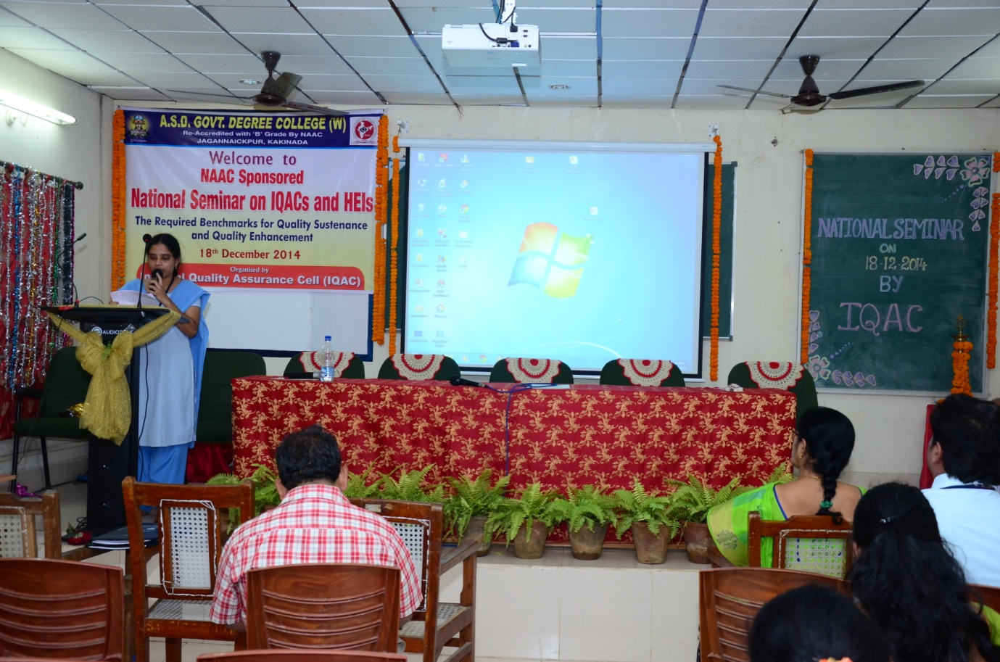 A.S.D. GOVT. DEGREE COLLEGE (W)
Re-Accredited with 'B' Grade By NAAC
JAGANNAICKPUR, KAKINADA
Welcome to
NAAC Sponsored
National Seminar on IQACs and HEIs
The Required Benchmarks for Quality Sustenance
and Quality Enhancement
18th December 2014
Organised by
Quality Assurance Cell (IQAC)
NATIONAL SEMINAR
ON
18-12-2014
BY
IQAC